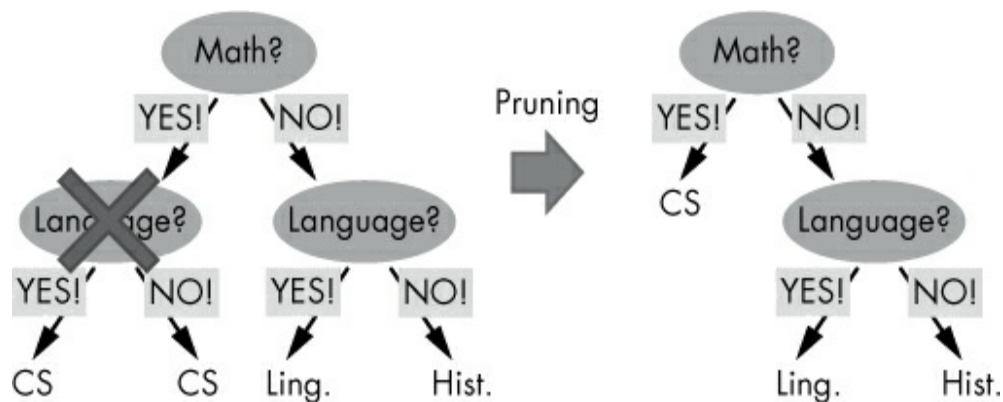 Math?
YES!
NO!
Language?
Language?
YES!
NO!
YES!
NO!
CS
CS
Ling.
Hist.
Pruning
Math?
YES!
NO!
CS
Language?
YES!
NO!
Ling.
Hist.